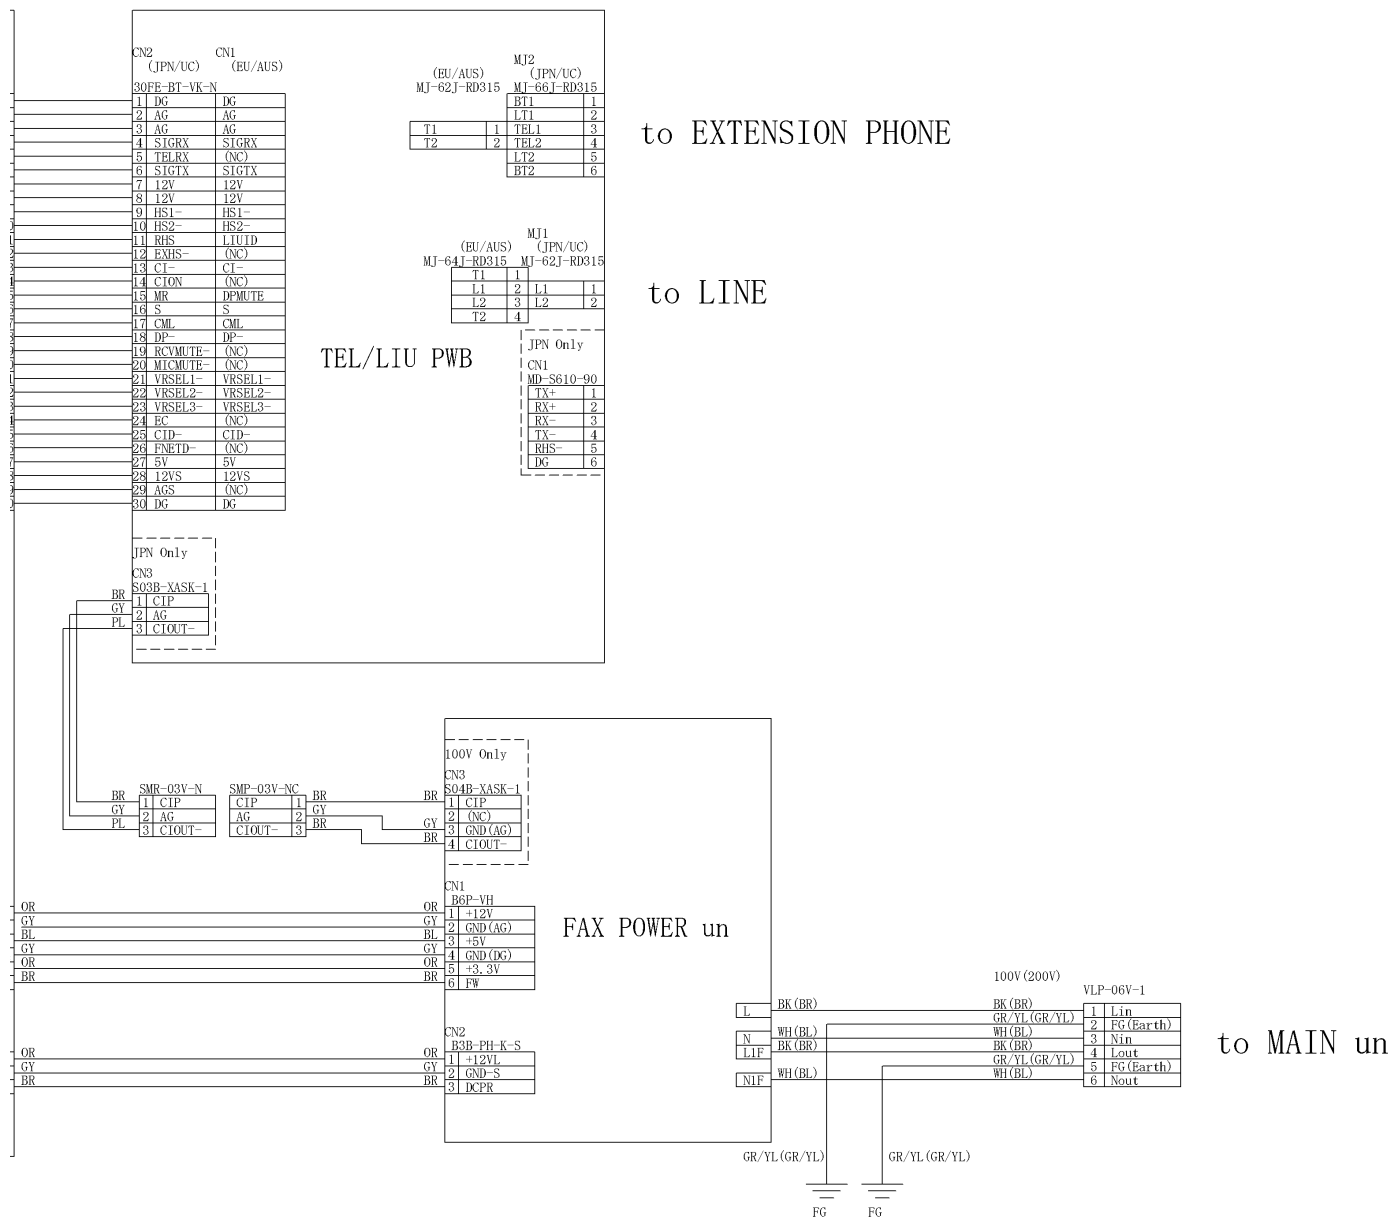 CN2 CN1
(JPN/UC) (EU/AUS)
30FE-BT-VK-N
1 DG DG
2 AG AG
3 AG AG
4 SIGRX SIGRX
5 TELRX (NC)
6 SIGTX SIGTX
7 12V 12V
8 12V 12V
9 HS1- HS1-
10 HS2- HS2-
11 RHS LIUID
12 EXHS- (NC)
13 CI- CI-
14 CION (NC)
15 MR DPMUTE
16 S S
17 CML CML
18 DP- DP-
19 RCVMUTE- (NC)
20 MICMUTE- (NC)
21 VRSEL1- VRSEL1-
22 VRSEL2- VRSEL2-
23 VRSEL3- VRSEL3-
24 EC (NC)
25 CID- CID-
26 FNETD- (NC)
27 5V 5V
28 12VS 12VS
29 AGS (NC)
30 DG DG
MJ2
(EU/AUS) (JPN/UC)
MJ-62J-RD315 MJ-66J-RD315
BT1 1
LT1 2
T1 1 TEL1 3
T2 2 TEL2 4
LT2 5
BT2 6
to EXTENSION PHONE
MJ1
(EU/AUS) (JPN/UC)
MJ-64J-RD315 MJ-62J-RD315
T1 1
L1 2 L1 1
L2 3 L2 2
T2 4
to LINE
TEL/LIU PWB
JPN Only
CN1
MD-S610-90
TX+ 1
RX+ 2
RX- 3
TX- 4
RHS- 5
DG 6
JPN Only
CN3
S03B-XASK-1
BR 1 CIP
GY 2 AG
PL 3 CIOUT-
SMR-03V-N
BR 1 CIP
GY 2 AG
PL 3 CIOUT-
SMP-03V-NC
CIP 1 BR
AG 2 GY
CIOUT- 3 BR
100V Only
CN3
S04B-XASK-1
BR 1 CIP
2 (NC)
GY 3 GND(AG)
BR 4 CIOUT-
CN1
B6P-VH
OR OR 1 +12V
GY GY 2 GND(AG)
BL BL 3 +5V
GY GY 4 GND(DG)
OR OR 5 +3.3V
BR BR 6 FW
FAX POWER un
CN2
B3B-PH-K-S
OR OR 1 +12VL
GY GY 2 GND-S
BR BR 3 DCPR
100V(200V)
VLP-06V-1
L BK(BR) BK(BR) 1 Lin
GR/YL(GR/YL) 2 FG(Earth)
N WH(BL) WH(BL) 3 Nin
L1F BK(BR) BK(BR) 4 Lout
GR/YL(GR/YL) 5 FG(Earth)
N1F WH(BL) WH(BL) 6 Nout
to MAIN un
GR/YL(GR/YL) GR/YL(GR/YL)
FG FG